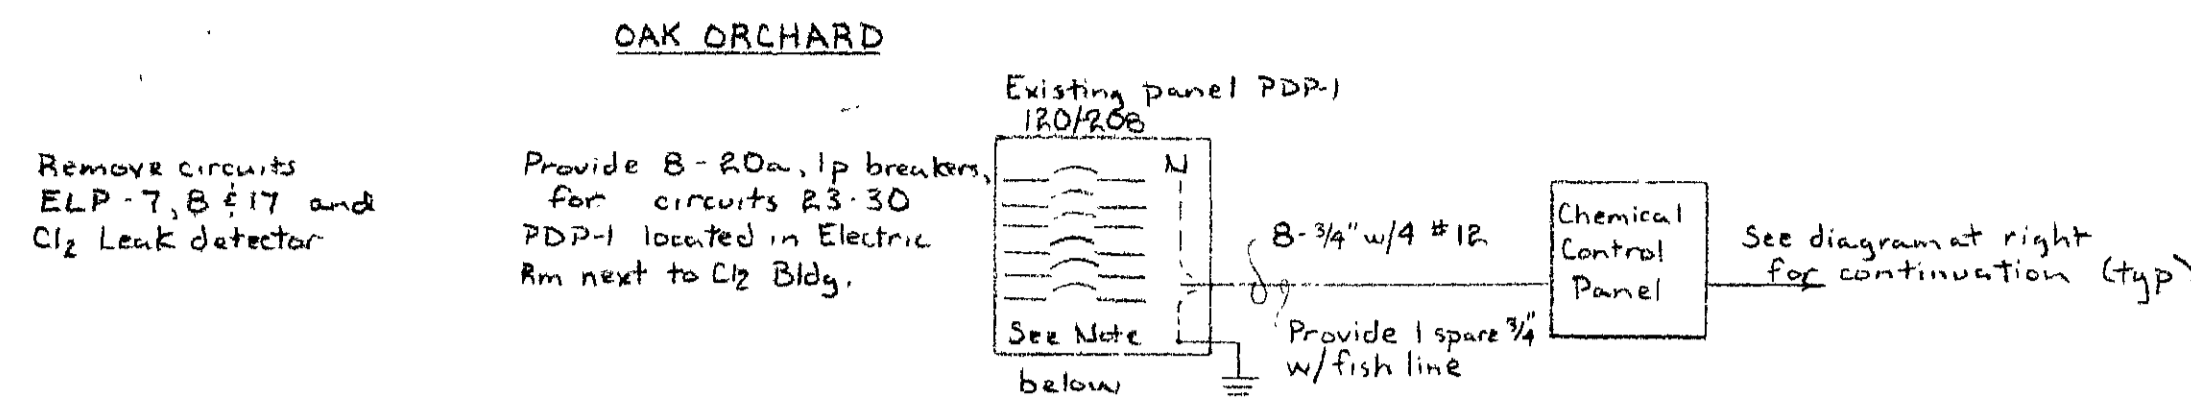 OAK ORCHARD
Remove circuits
ELP-7, 8 & 17 and
Cl2 Leak detector
Provide 8-20a, 1p breakers,
for circuits 23-30
PDP-1 located in Electric
Rm next to Cl2 Bldg.
Existing panel PDP-1
120/208
N
See Note
below
8-3/4" w/4 #12
Provide 1 spare 3/4"
w/fish line
Chemical
Control
Panel
See diagram at right
for continuation (typ)